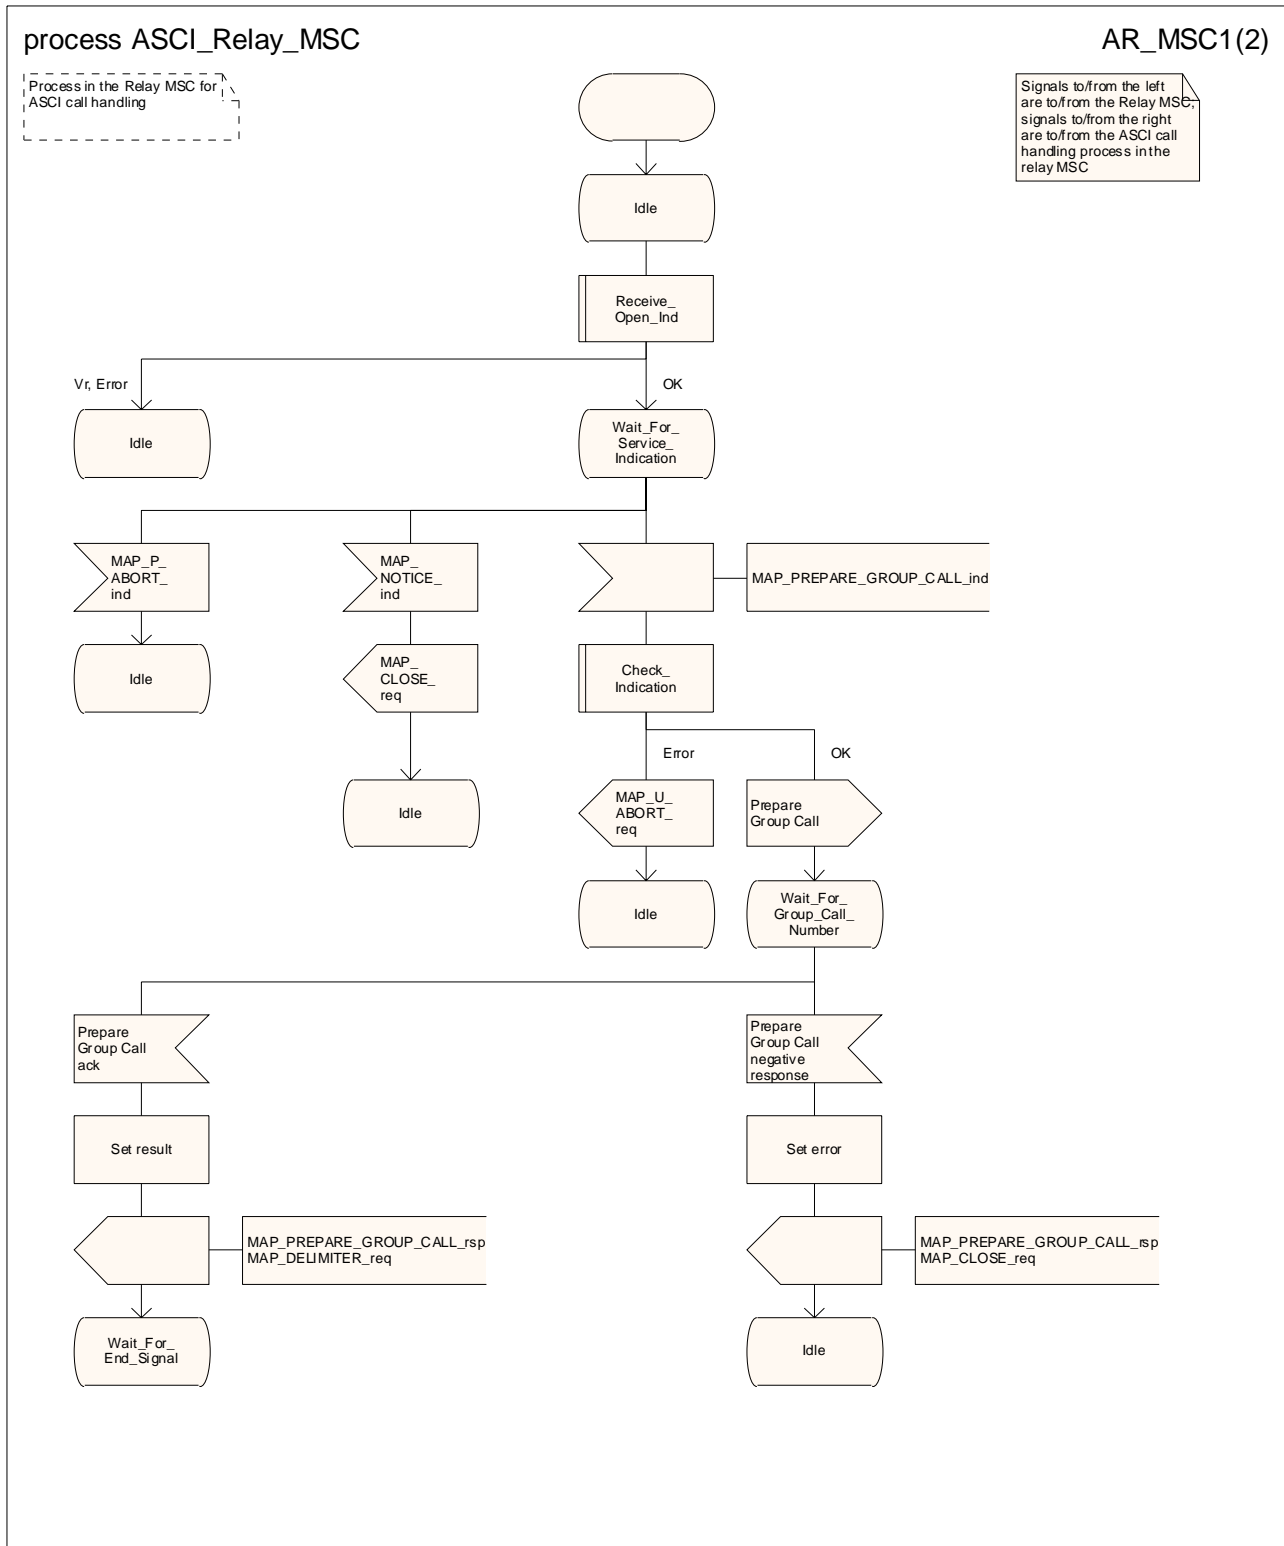 process ASCI_Relay_MSC
AR_MSC1(2)
Process in the Relay MSC for
ASCI call handling
Signals to/from the left
are to/from the Relay MSC,
signals to/from the right
are to/from the ASCI call
handling process in the
relay MSC
Idle
Receive_
Open_Ind
Vr, Error
OK
Idle
Wait_For_
Service_
Indication
MAP_P_
ABORT_
ind
MAP_
NOTICE_
ind
MAP_PREPARE_GROUP_CALL_ind
Idle
MAP_
CLOSE_
req
Check_
Indication
Error
OK
Idle
MAP_U_
ABORT_
req
Prepare
Group Call
Idle
Wait_For_
Group_Call_
Number
Prepare
Group Call
ack
Prepare
Group Call
negative
response
Set result
Set error
MAP_PREPARE_GROUP_CALL_rsp
MAP_DELIMITER_req
MAP_PREPARE_GROUP_CALL_rsp
MAP_CLOSE_req
Wait_For_
End_Signal
Idle